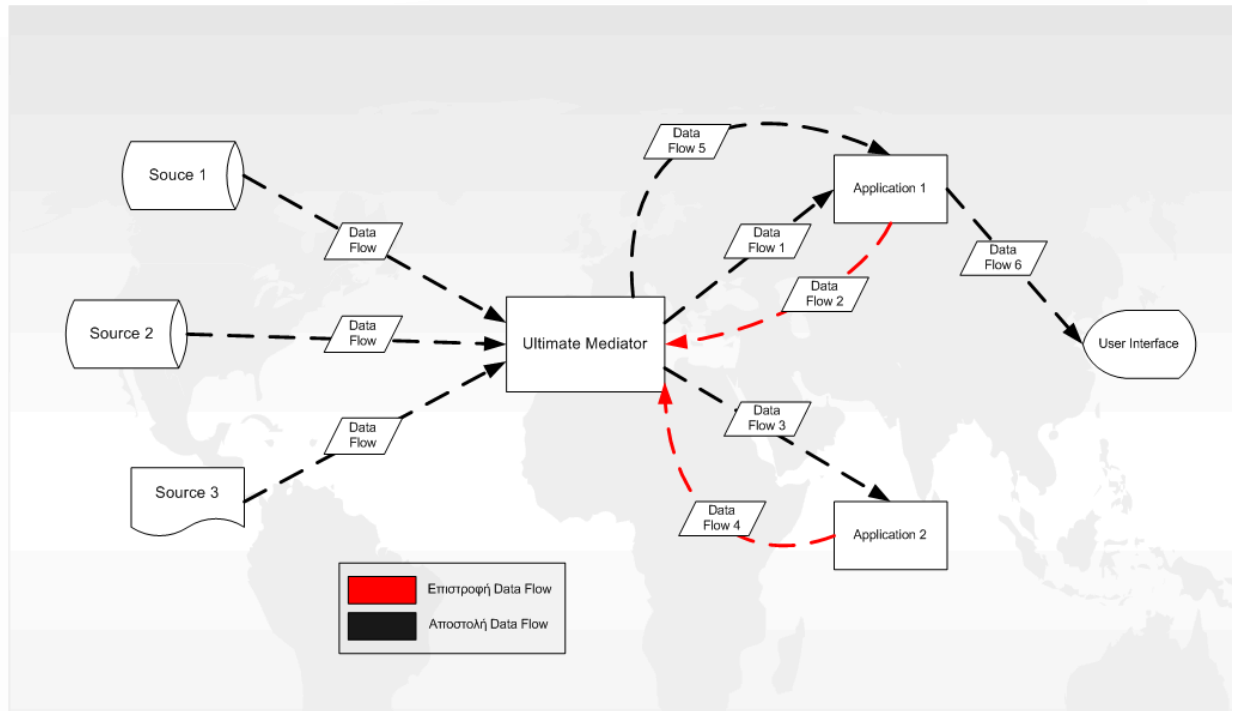 Data
Flow 5
Souce 1
Application 1
Data
Flow
Data
Flow 1
Data
Flow 6
Data
Flow 2
Source 2
Data
Flow
Ultimate Mediator
User Interface
Data
Flow
Data
Flow 3
Source 3
Data
Flow 4
Application 2
Επιστροφή Data Flow
Αποστολή Data Flow